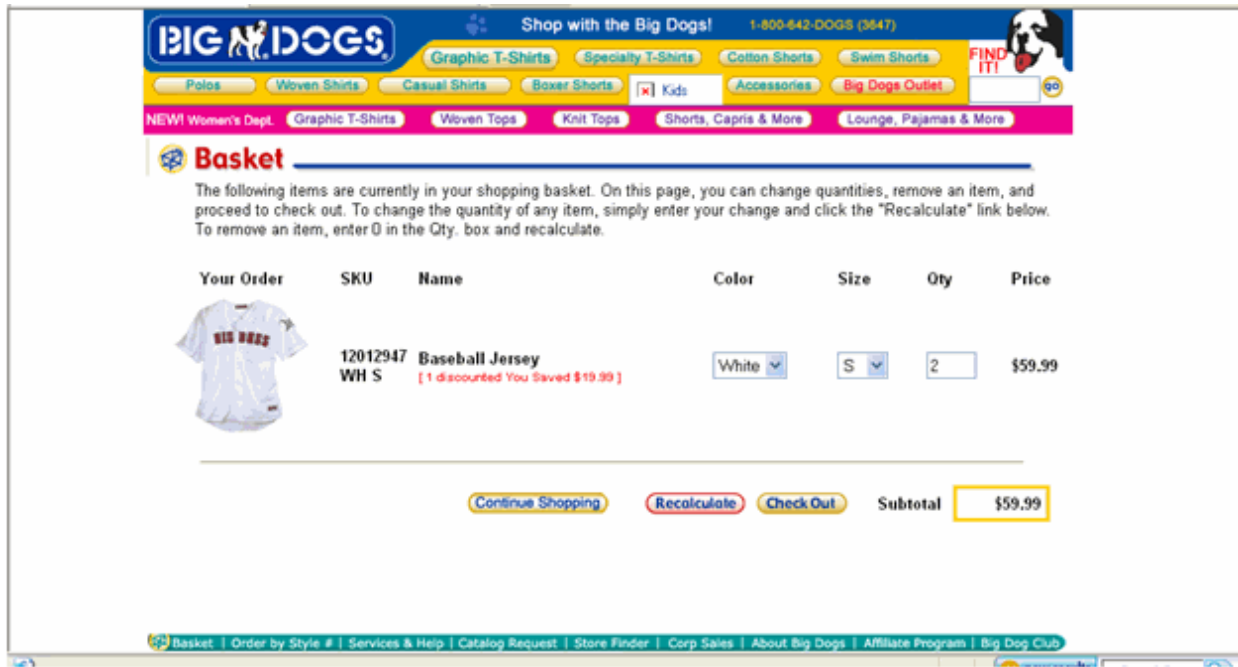 BIG DOGS
Shop with the Big Dogs!
1-800-642-DOGS (3647)
Graphic T-Shirts Specialty T-Shirts Cotton Shorts Swim Shorts
FIND IT!
Polos Woven Shirts Casual Shirts Boxer Shorts Kids Accessories Big Dogs Outlet go
NEW! Women's Dept. Graphic T-Shirts Woven Tops Knit Tops Shorts, Capris & More Lounge, Pajamas & More
Basket
The following items are currently in your shopping basket. On this page, you can change quantities, remove an item, and
proceed to check out. To change the quantity of any item, simply enter your change and click the "Recalculate" link below.
To remove an item, enter 0 in the Qty. box and recalculate.
Your Order SKU Name Color Size Qty Price
BIG DOGS
12012947 Baseball Jersey White S 2 $59.99
WH S [ 1 discounted You Saved $19.99 ]
Continue Shopping Recalculate Check Out Subtotal $59.99
Basket | Order by Style # | Services & Help | Catalog Request | Store Finder | Corp Sales | About Big Dogs | Affiliate Program | Big Dog Club